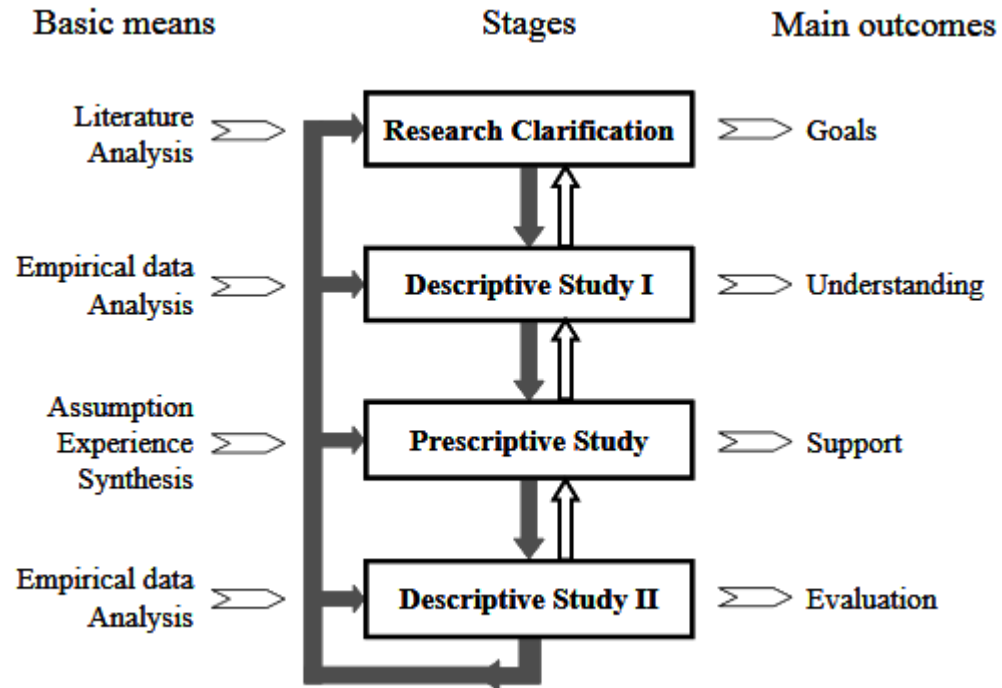 Basic means
Stages
Main outcomes
Literature
Analysis
Research Clarification
Goals
Empirical data
Analysis
Descriptive Study I
Understanding
Assumption
Experience
Synthesis
Prescriptive Study
Support
Empirical data
Analysis
Descriptive Study II
Evaluation